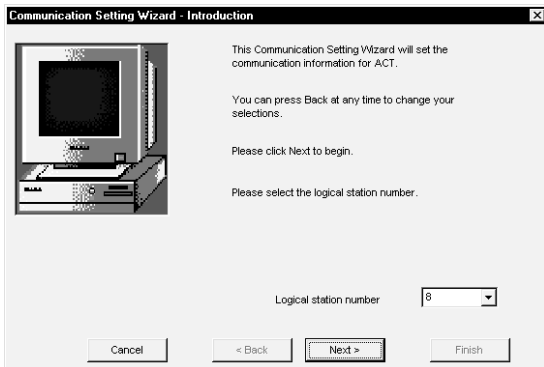 Communication Setting Wizard - Introduction
This Communication Setting Wizard will set the
communication information for ACT.
You can press Back at any time to change your
selections.
Please click Next to begin.
Please select the logical station number.
Logical station number 8
Cancel < Back Next > Finish